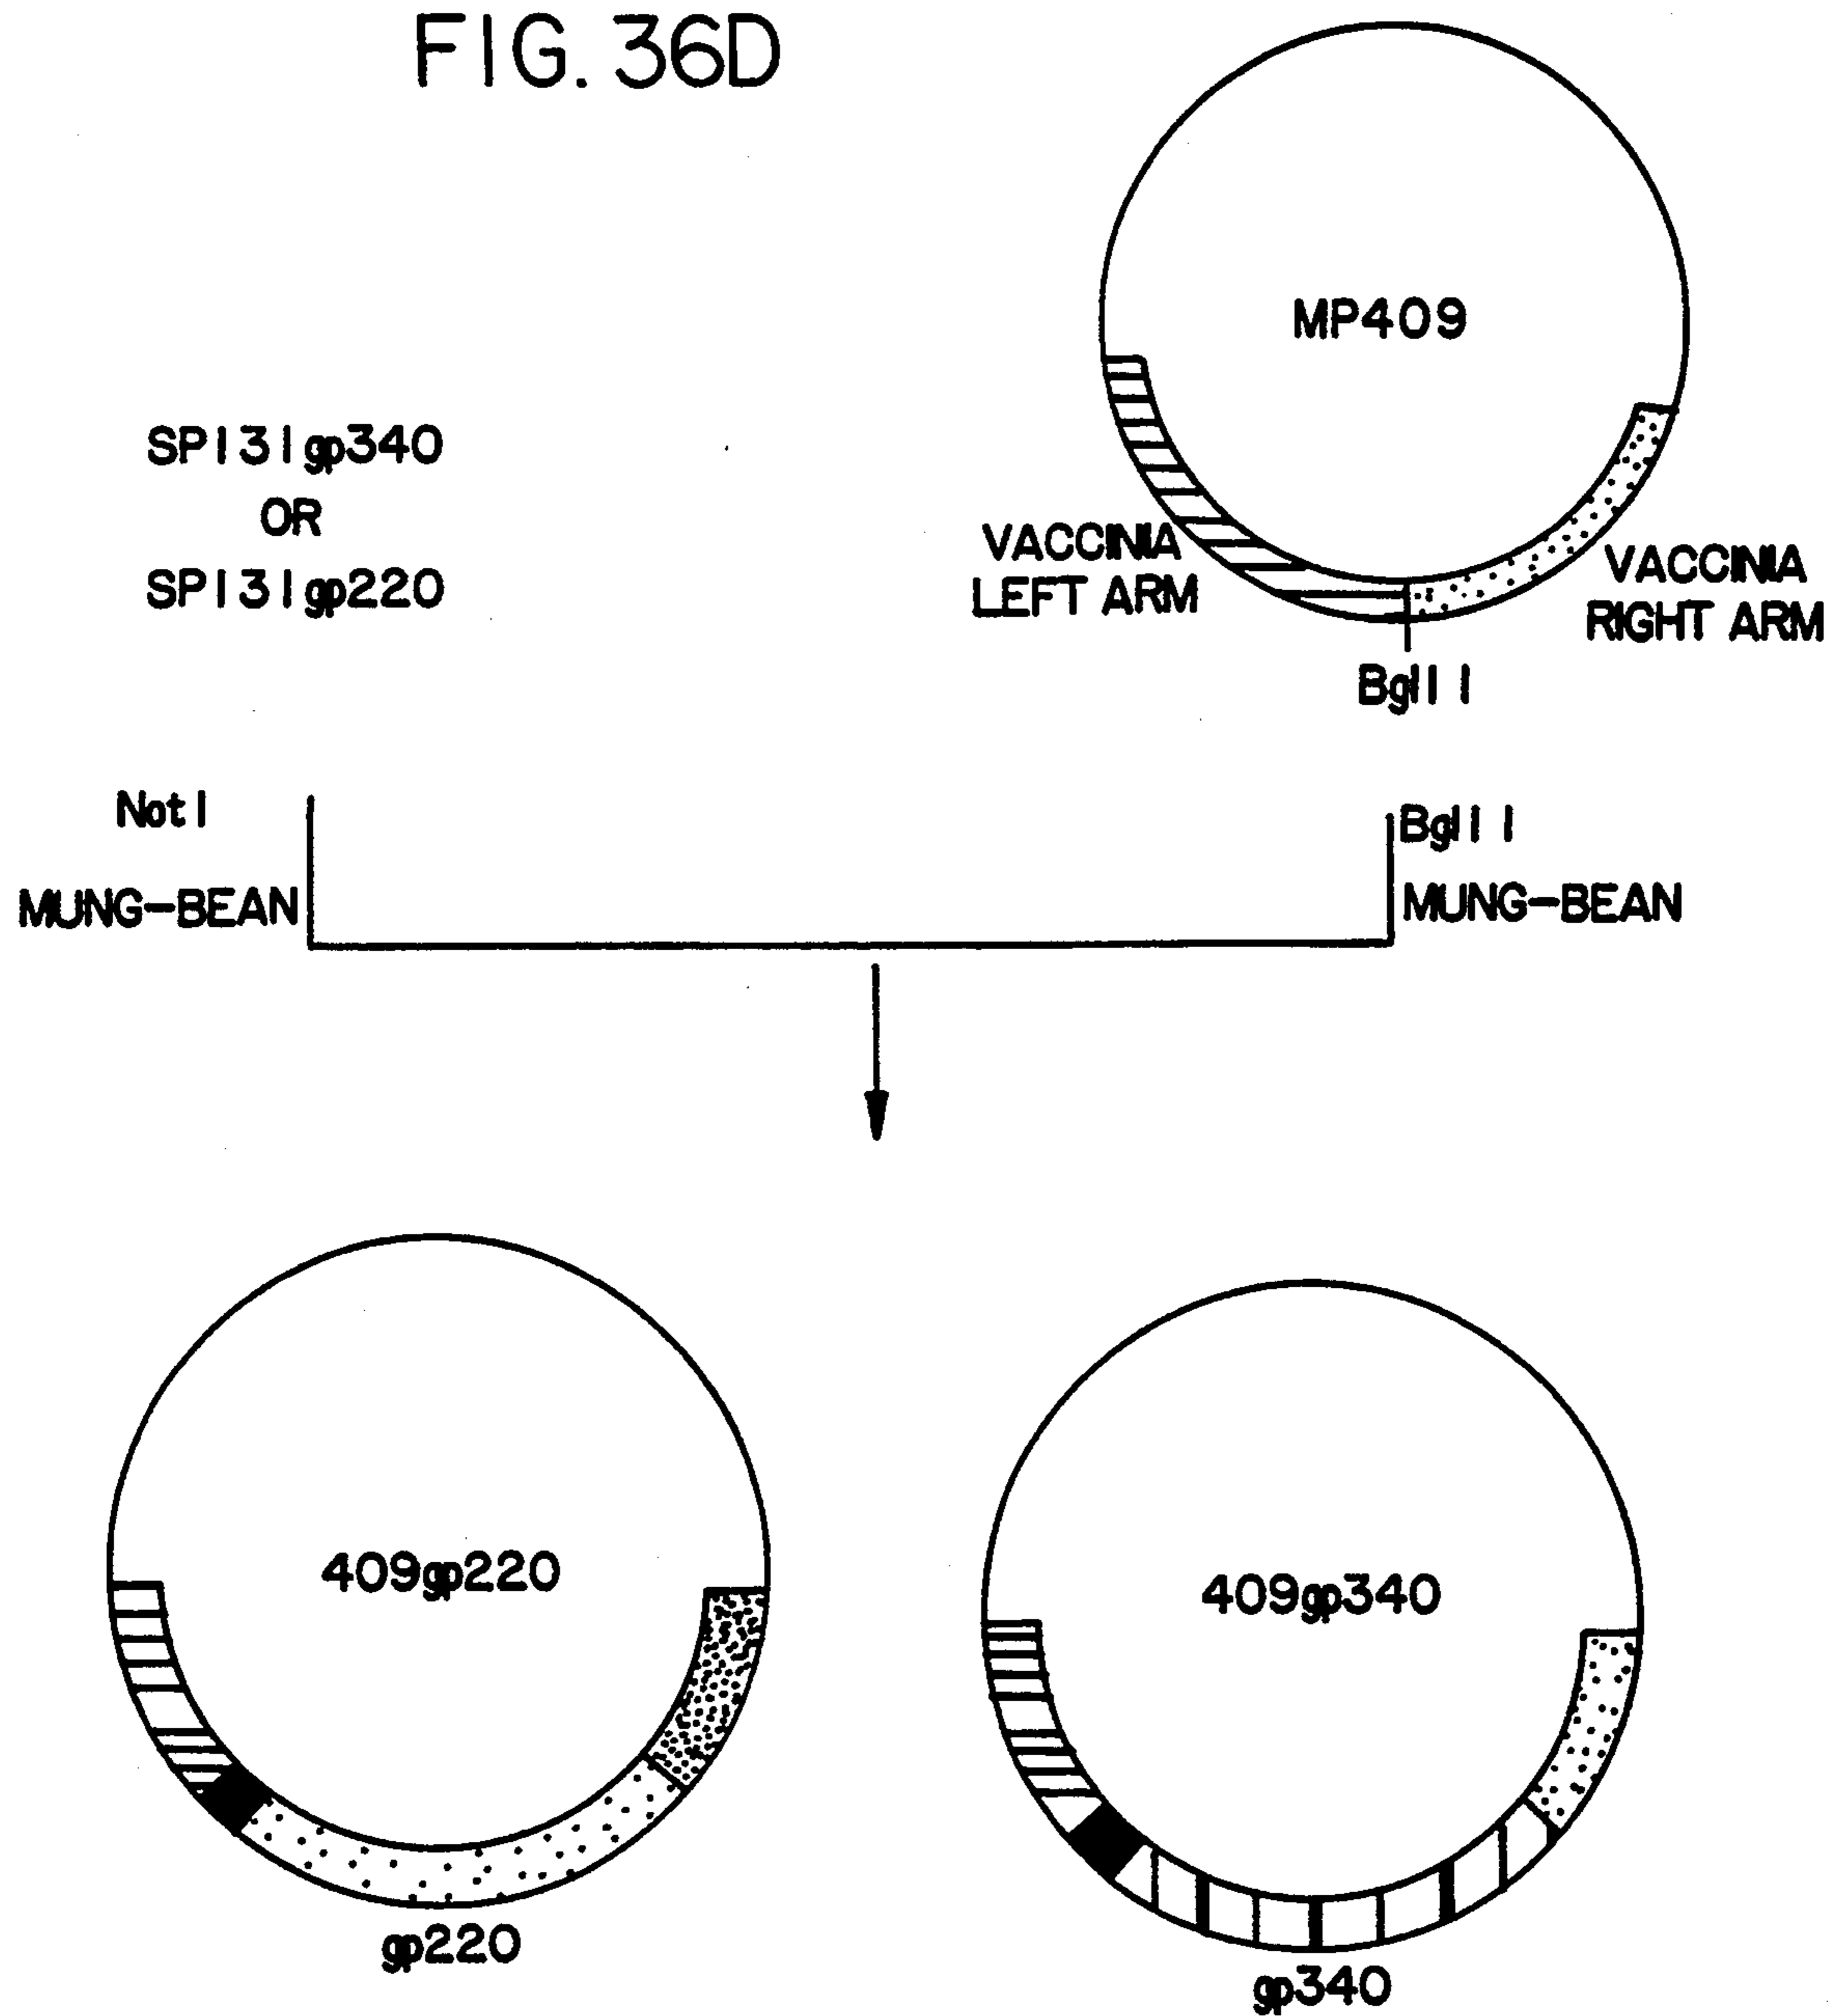 FIG. 36D
MP409
SP131gp340
OR
SP131gp220
VACCINIA
LEFT ARM
VACCINIA
RIGHT ARM
BglII
NotI
MUNG-BEAN
BglII
MUNG-BEAN
409gp220
409gp340
gp220
gp340